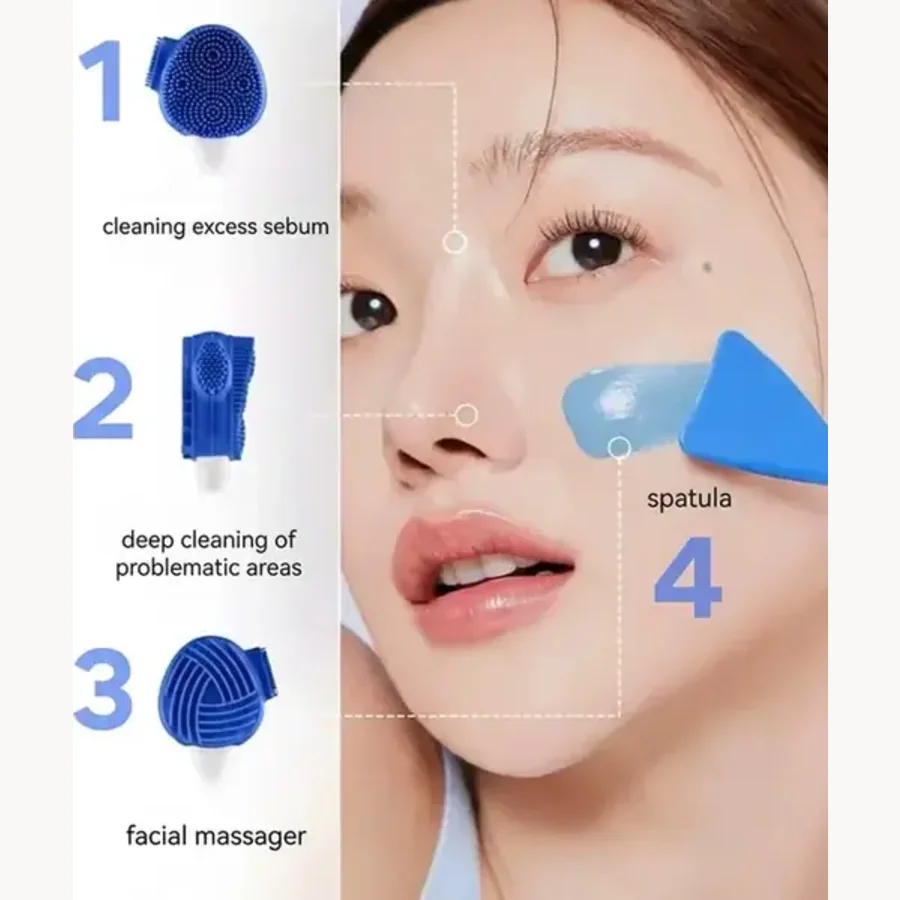 1
cleaning excess sebum
2
deep cleaning of
problematic areas
3
facial massager
spatula
4